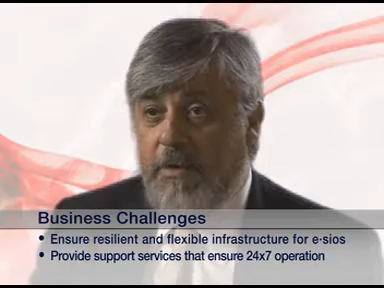 Business Challenges
• Ensure resilient and flexible infrastructure for e-sios
• Provide support services that ensure 24x7 operation